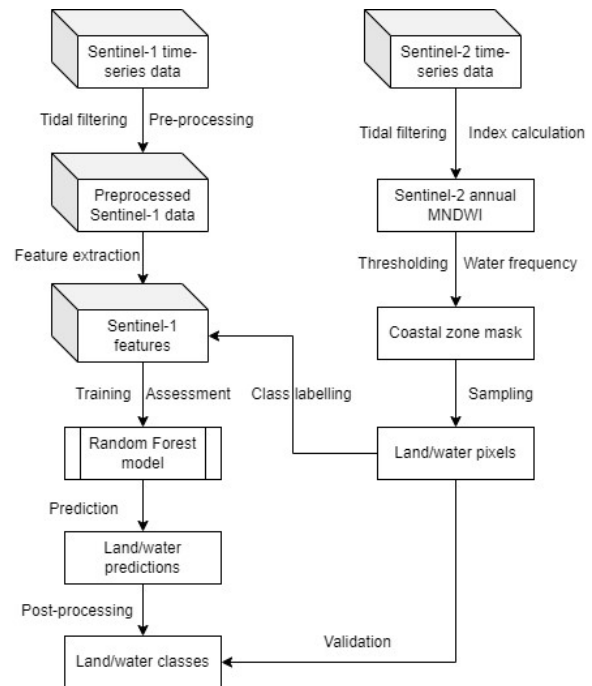 Sentinel-1 time-
series data
Sentinel-2 time-
series data
Tidal filtering
Pre-processing
Tidal filtering
Index calculation
Preprocessed
Sentinel-1 data
Sentinel-2 annual
MNDWI
Feature extraction
Thresholding
Water frequency
Sentinel-1
features
Coastal zone mask
Training
Assessment
Class labelling
Sampling
Random Forest
model
Land/water pixels
Prediction
Land/water
predictions
Post-processing
Validation
Land/water classes